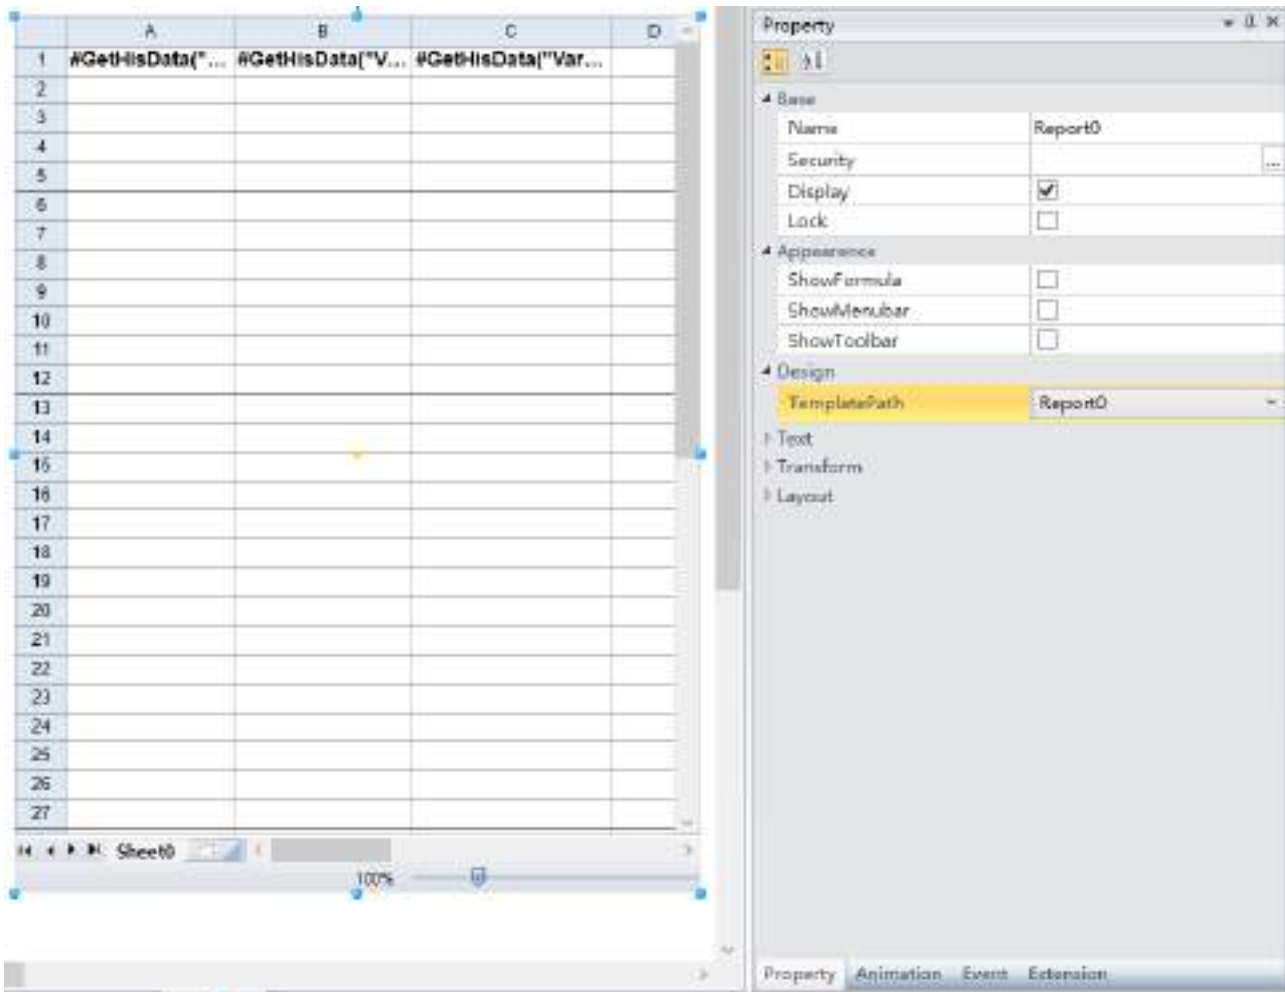 A B C D
1 #GetHisData("... #GetHisData("V... #GetHisData("Var...
2
3
4
5
6
7
8
9
10
11
12
13
14
15
16
17
18
19
20
21
22
23
24
25
26
27
Sheet0
100%
Property
Base
Name Report0
Security ...
Display
Lock
Appearence
ShowFormula
ShowMenubar
ShowToolbar
Design
TemplatePath Report0
Text
Transform
Layout
Property Animation Event Extension